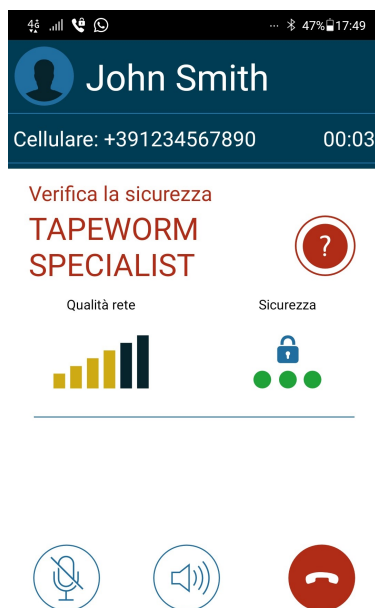 4G ... 47% 17:49
John Smith
Cellulare: +391234567890 00:03
Verifica la sicurezza
TAPEWORM
SPECIALIST
?
Qualità rete Sicurezza